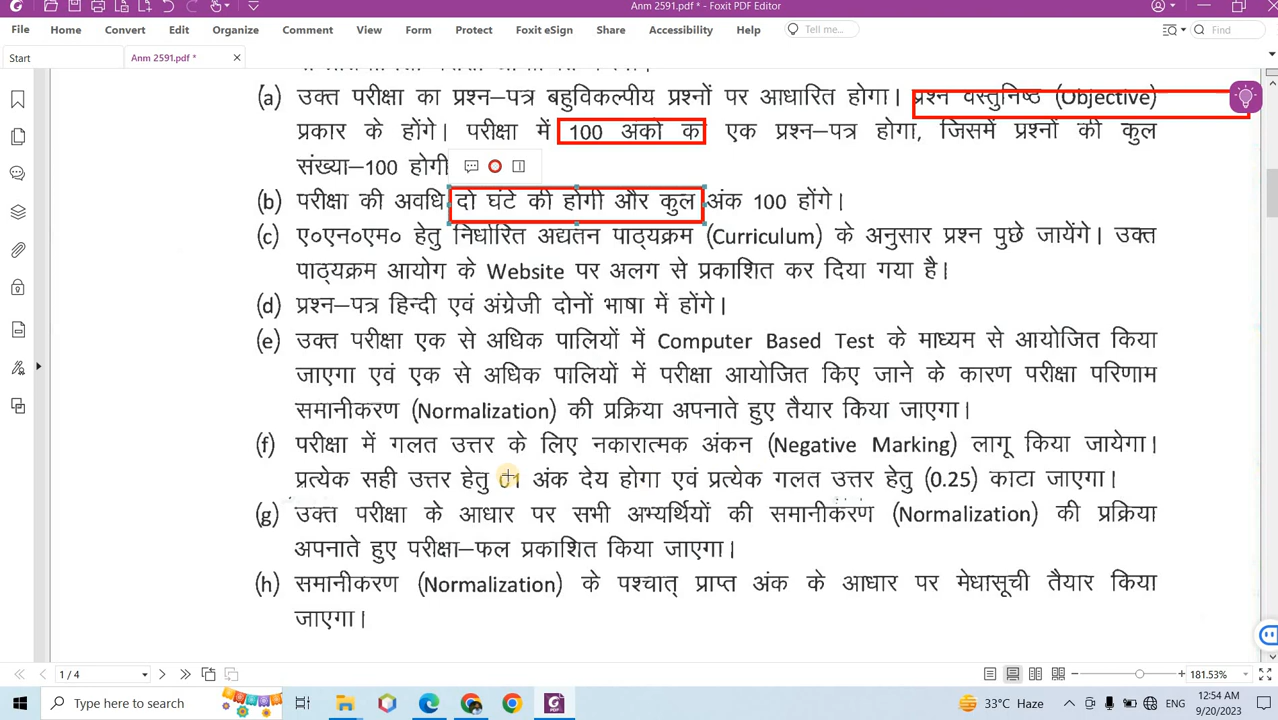 Anm 2591.pdf * - Foxit PDF Editor
File Home Convert Edit Organize Comment View Form Protect Foxit eSign Share Accessibility Help Tell me... Find
Start Anm 2591.pdf *
(a) उक्त परीक्षा का प्रश्न–पत्र बहुविकल्पीय प्रश्नों पर आधारित होगा। प्रश्न वस्तुनिष्ठ (Objective)
प्रकार के होंगे। परीक्षा में 100 अंकों क एक प्रश्न–पत्र होगा, जिसमें प्रश्नों की कुल
संख्या–100 होगी
(b) परीक्षा की अवधि दो घंटे की होगी और कुल अंक 100 होंगे।
(c) ए०एन०एम० हेतु निर्धारित अद्यतन पाठ्यक्रम (Curriculum) के अनुसार प्रश्न पुछे जायेंगे। उक्त
पाठ्यक्रम आयोग के Website पर अलग से प्रकाशित कर दिया गया है।
(d) प्रश्न–पत्र हिन्दी एवं अंग्रेजी दोनों भाषा में होंगे।
(e) उक्त परीक्षा एक से अधिक पालियों में Computer Based Test के माध्यम से आयोजित किया
जाएगा एवं एक से अधिक पालियों में परीक्षा आयोजित किए जाने के कारण परीक्षा परिणाम
समानीकरण (Normalization) की प्रक्रिया अपनाते हुए तैयार किया जाएगा।
(f) परीक्षा में गलत उत्तर के लिए नकारात्मक अंकन (Negative Marking) लागू किया जायेगा।
प्रत्येक सही उत्तर हेतु 01 अंक देय होगा एवं प्रत्येक गलत उत्तर हेतु (0.25) काटा जाएगा।
(g) उक्त परीक्षा के आधार पर सभी अभ्यर्थियों की समानीकरण (Normalization) की प्रक्रिया
अपनाते हुए परीक्षा–फल प्रकाशित किया जाएगा।
(h) समानीकरण (Normalization) के पश्चात् प्राप्त अंक के आधार पर मेधासूची तैयार किया
जाएगा।
1 / 4 181.53%
Type here to search 33°C Haze 12:54 AM
9/20/2023